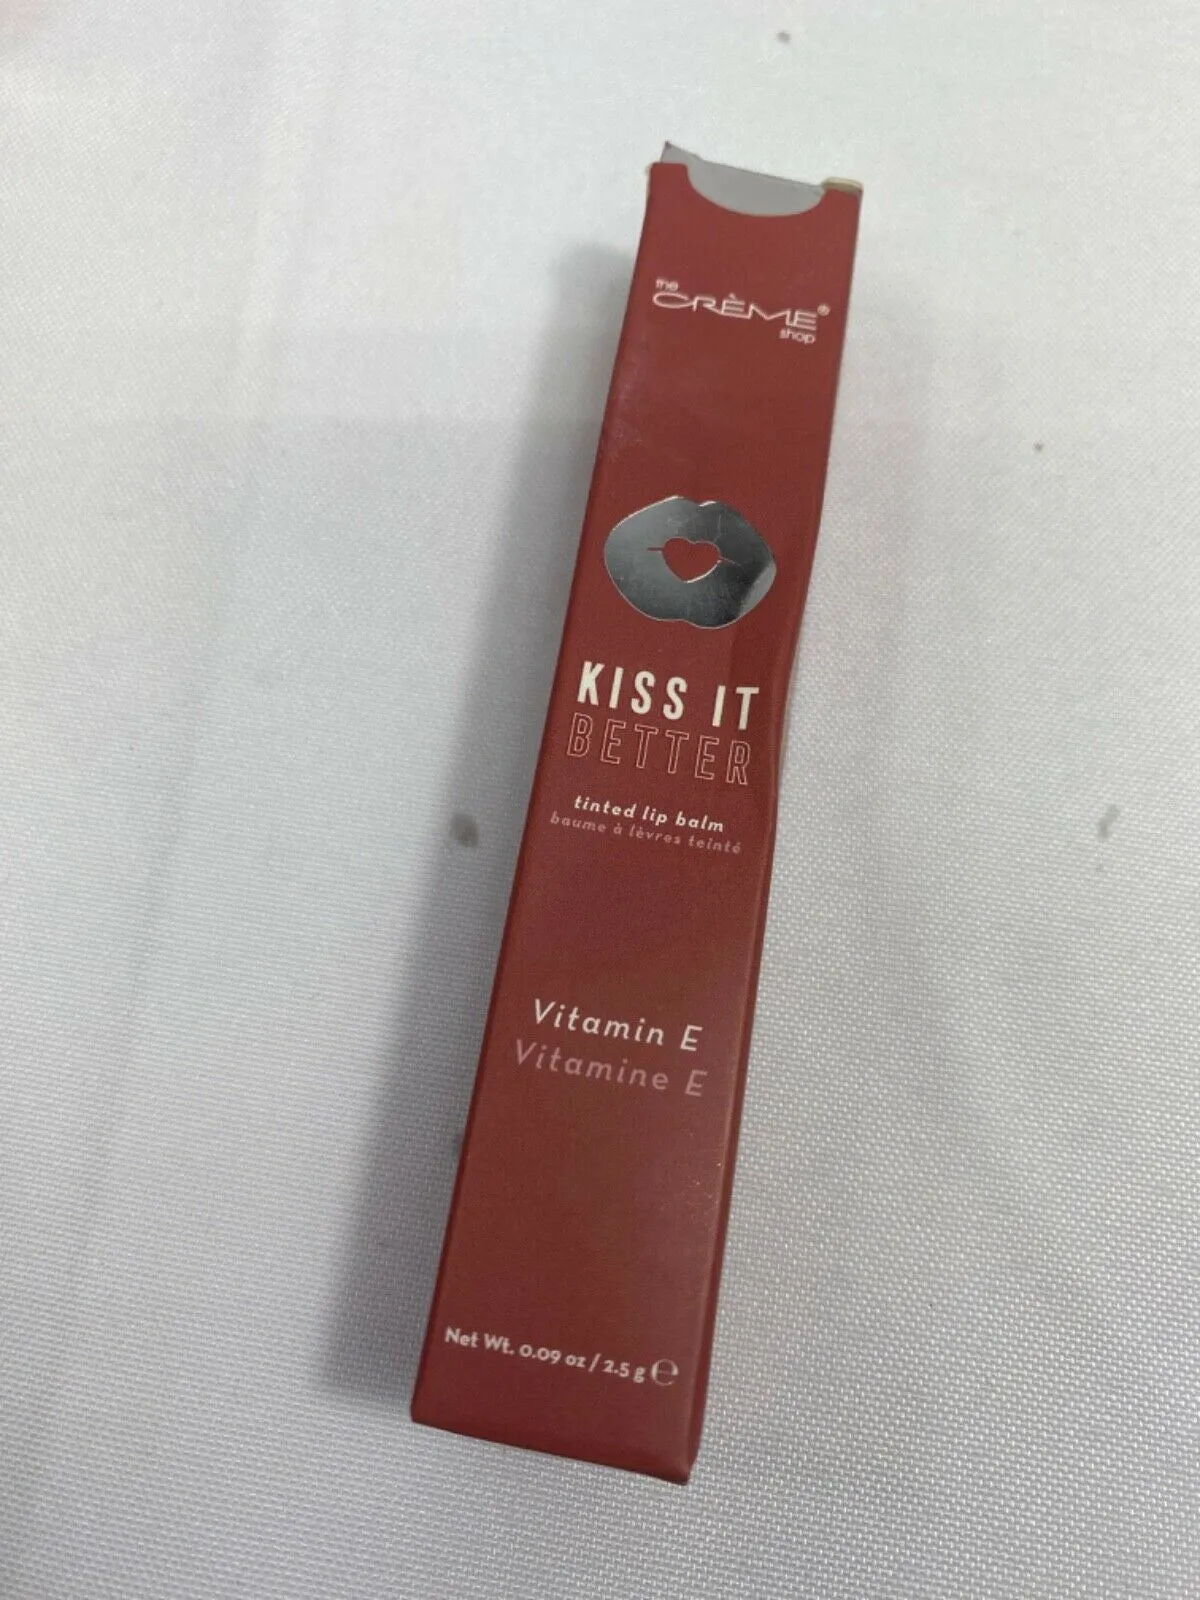 the
CRÈME®
shop
KISS IT
BETTER
tinted lip balm
baume à lèvres teinté
Vitamin E
Vitamine E
Net Wt. 0.09 oz / 2.5 g ℮